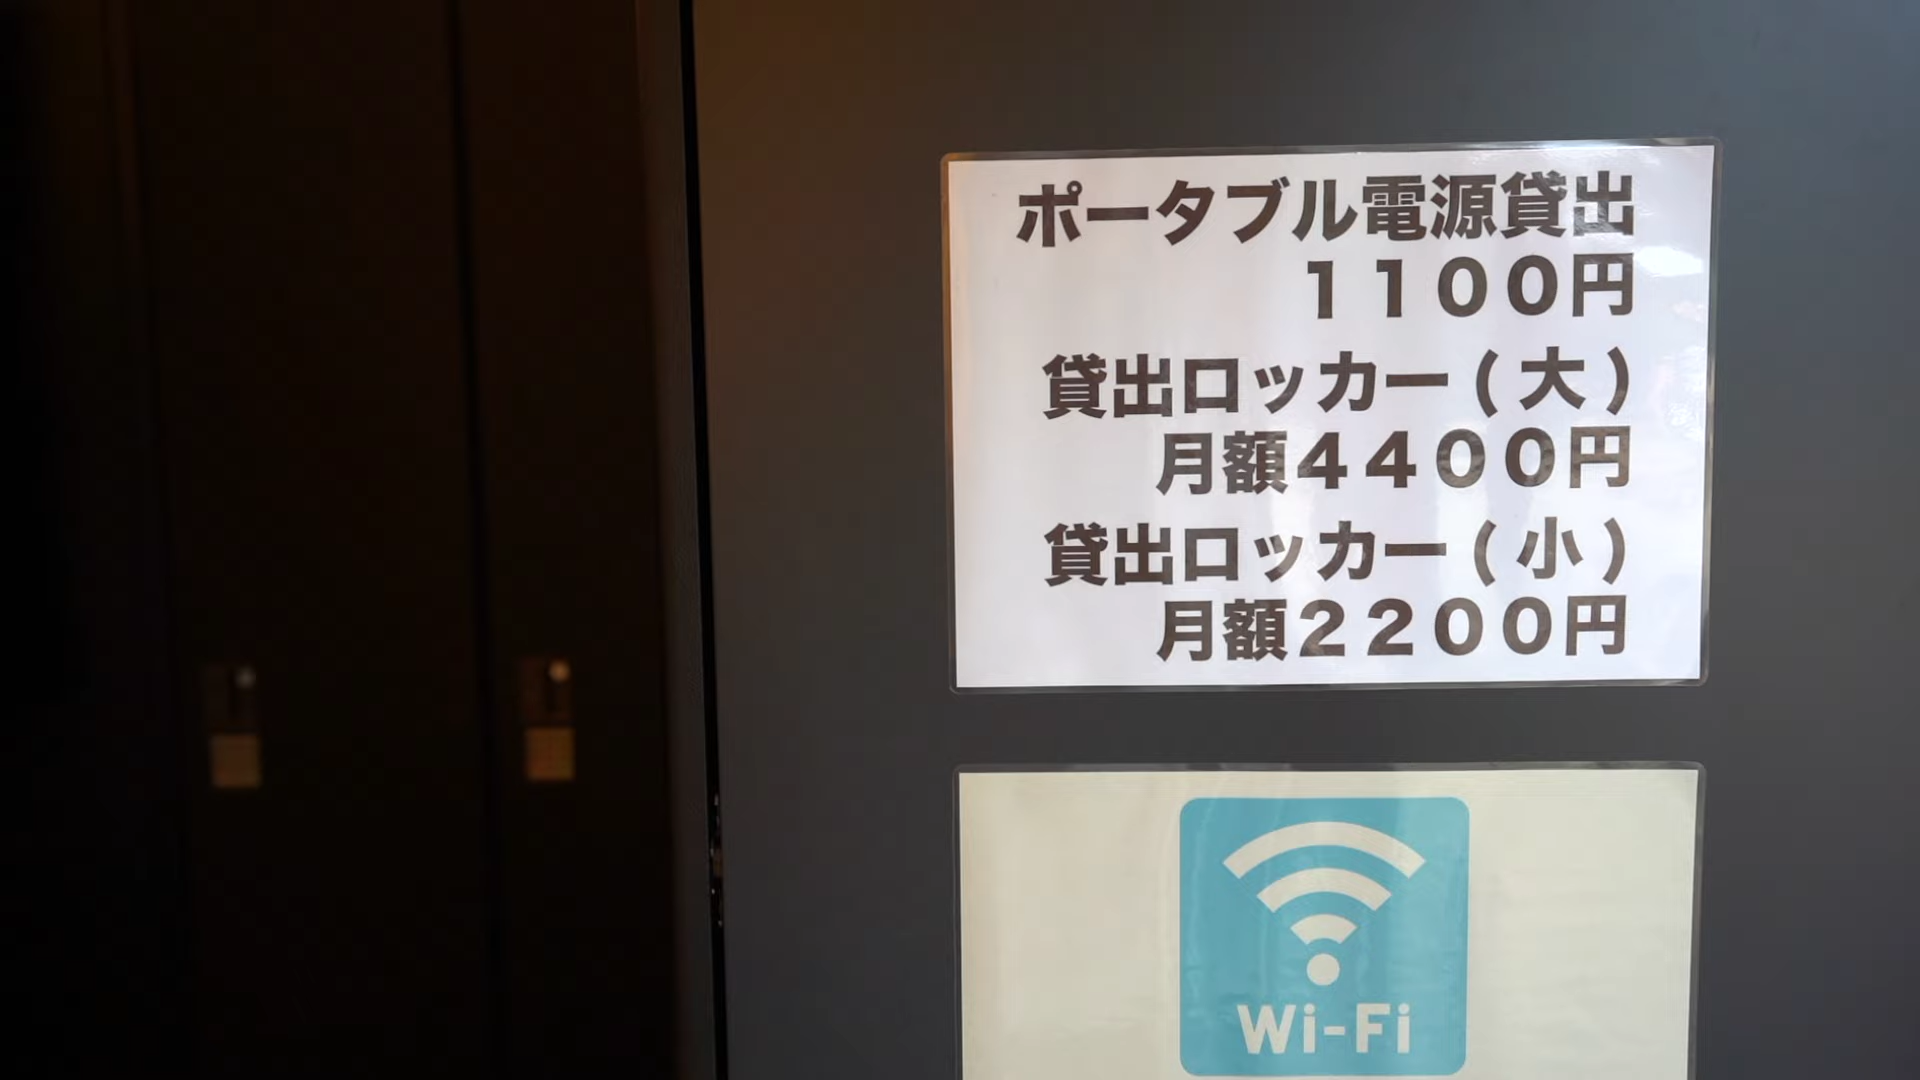 ポータブル電源貸出
１１００円
貸出ロッカー(大)
月額４４００円
貸出ロッカー(小)
月額２２００円
Wi-Fi